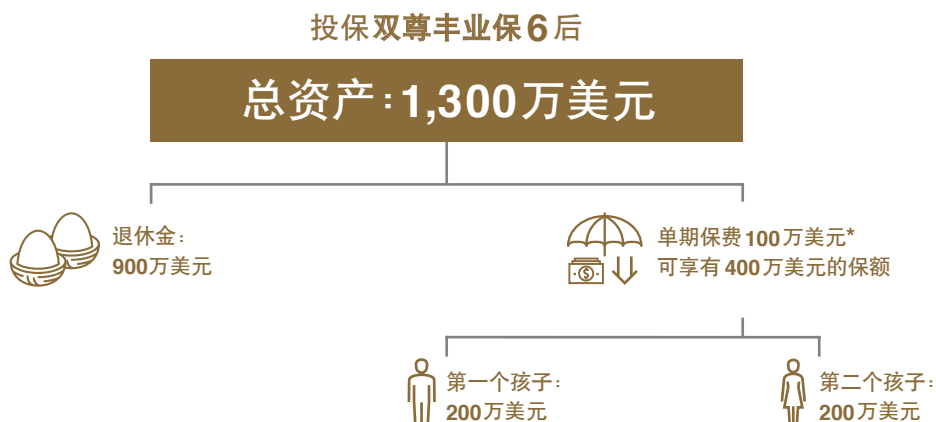 投保双尊丰业保6后
总资产:1,300万美元
退休金:
900万美元
单期保费100万美元*
可享有400万美元的保额
第一个孩子:
200万美元
第二个孩子:
200万美元